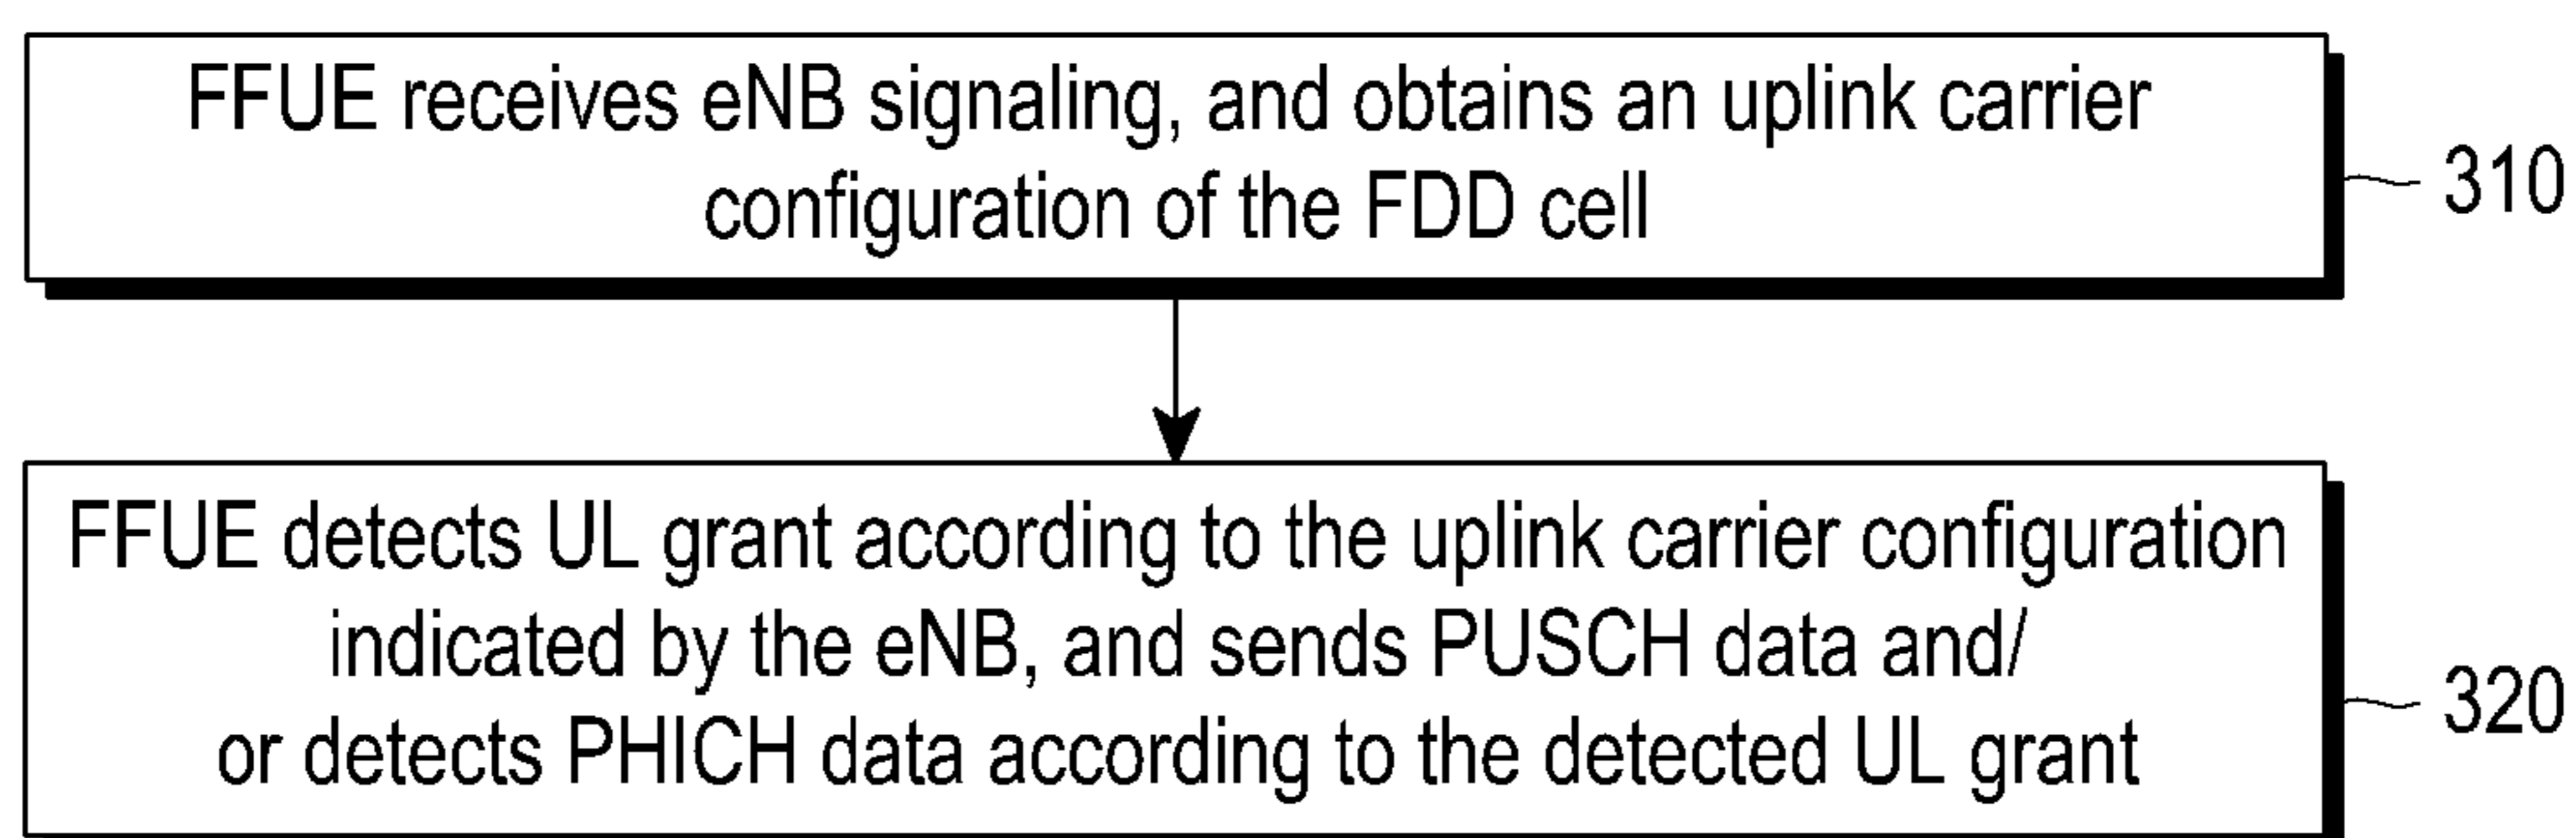 FFUE receives eNB signaling, and obtains an uplink carrier
configuration of the FDD cell
310
FFUE detects UL grant according to the uplink carrier configuration
indicated by the eNB, and sends PUSCH data and/
or detects PHICH data according to the detected UL grant
320